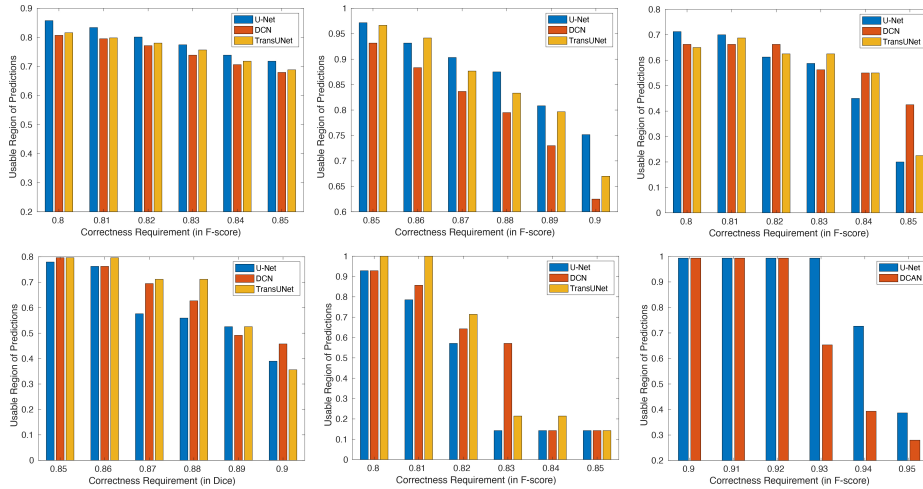 0.9
0.8
0.7
0.6
0.5
0.4
0.3
0.2
Usable Region of Predictions
0.8 0.81 0.82 0.83 0.84 0.85
Correctness Requirement (in F-score)
U-Net
DCN
TransUNet
1
0.95
0.9
0.85
0.8
0.75
0.7
0.65
0.6
Usable Region of Predictions
0.85 0.86 0.87 0.88 0.89 0.9
Correctness Requirement (in F-score)
U-Net
DCN
TransUNet
0.8
0.7
0.6
0.5
0.4
0.3
0.2
0.1
0
Usable Region of Predictions
0.8 0.81 0.82 0.83 0.84 0.85
Correctness Requirement (in F-score)
U-Net
DCN
TransUNet
0.8
0.7
0.6
0.5
0.4
0.3
0.2
0.1
0
Usable Region of Predictions
0.85 0.86 0.87 0.88 0.89 0.9
Correctness Requirement (in Dice)
U-Net
DCN
TransUNet
1
0.9
0.8
0.7
0.6
0.5
0.4
0.3
0.2
0.1
0
Usable Region of Predictions
0.8 0.81 0.82 0.83 0.84 0.85
Correctness Requirement (in F-score)
U-Net
DCN
TransUNet
1
0.9
0.8
0.7
0.6
0.5
0.4
0.3
0.2
Usable Region of Predictions
0.9 0.91 0.92 0.93 0.94 0.95
Correctness Requirement (in F-score)
U-Net
DCAN